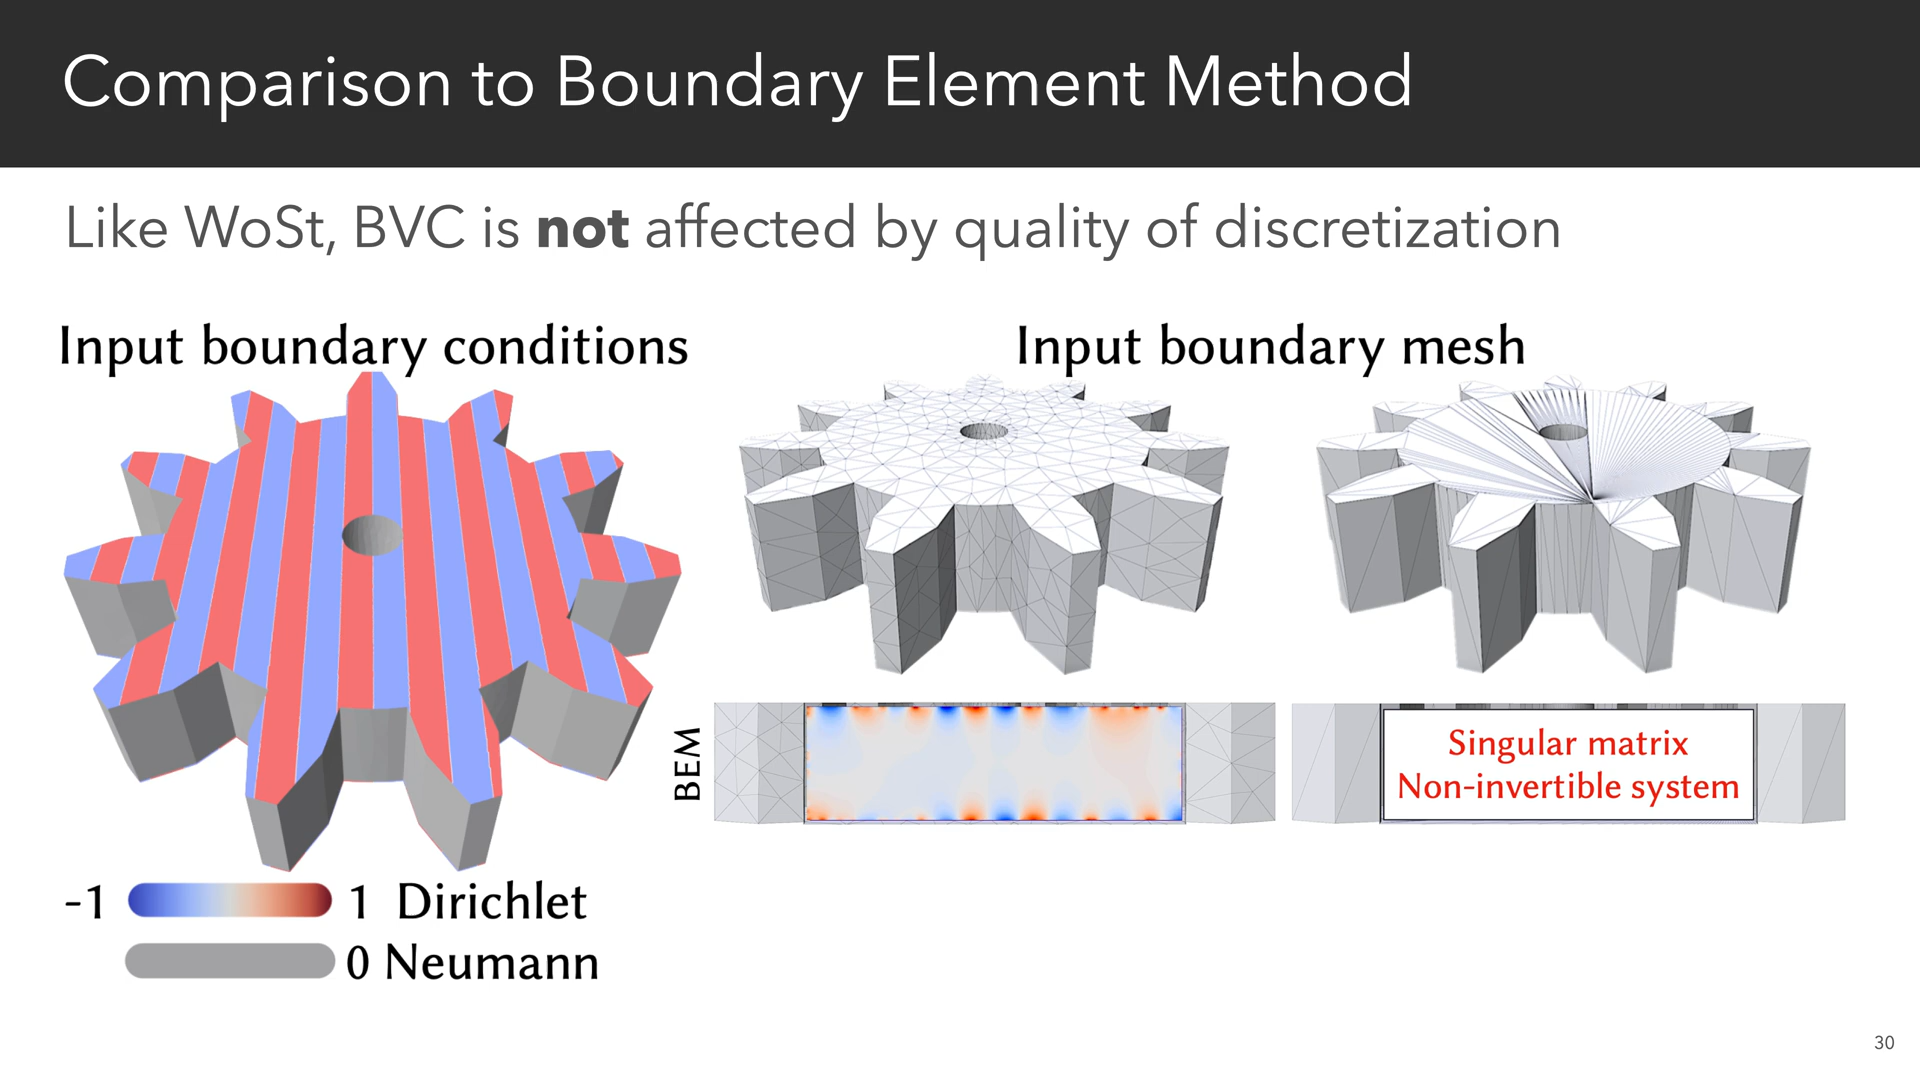 Comparison to Boundary Element Method
Like WoSt, BVC is not affected by quality of discretization
Input boundary conditions
Input boundary mesh
BEM
Singular matrix
Non-invertible system
-1 1 Dirichlet
0 Neumann
30